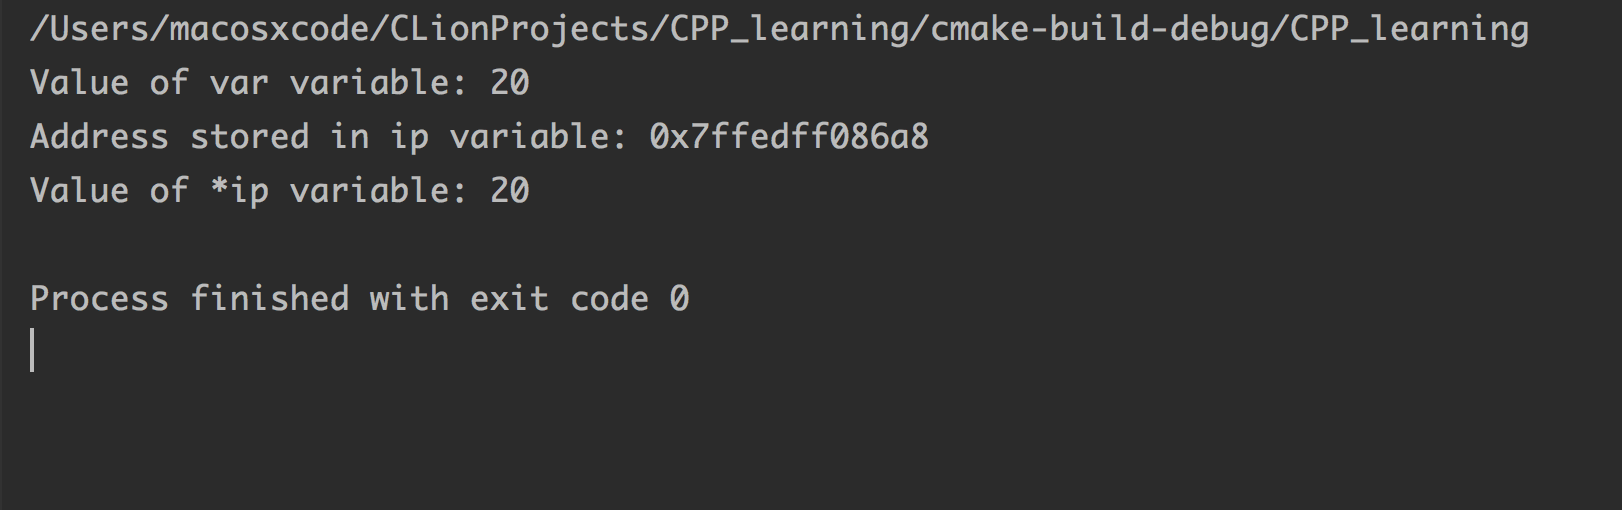 /Users/macosxcode/CLionProjects/CPP_learning/cmake-build-debug/CPP_learning
Value of var variable: 20
Address stored in ip variable: 0x7ffedff086a8
Value of *ip variable: 20
Process finished with exit code 0